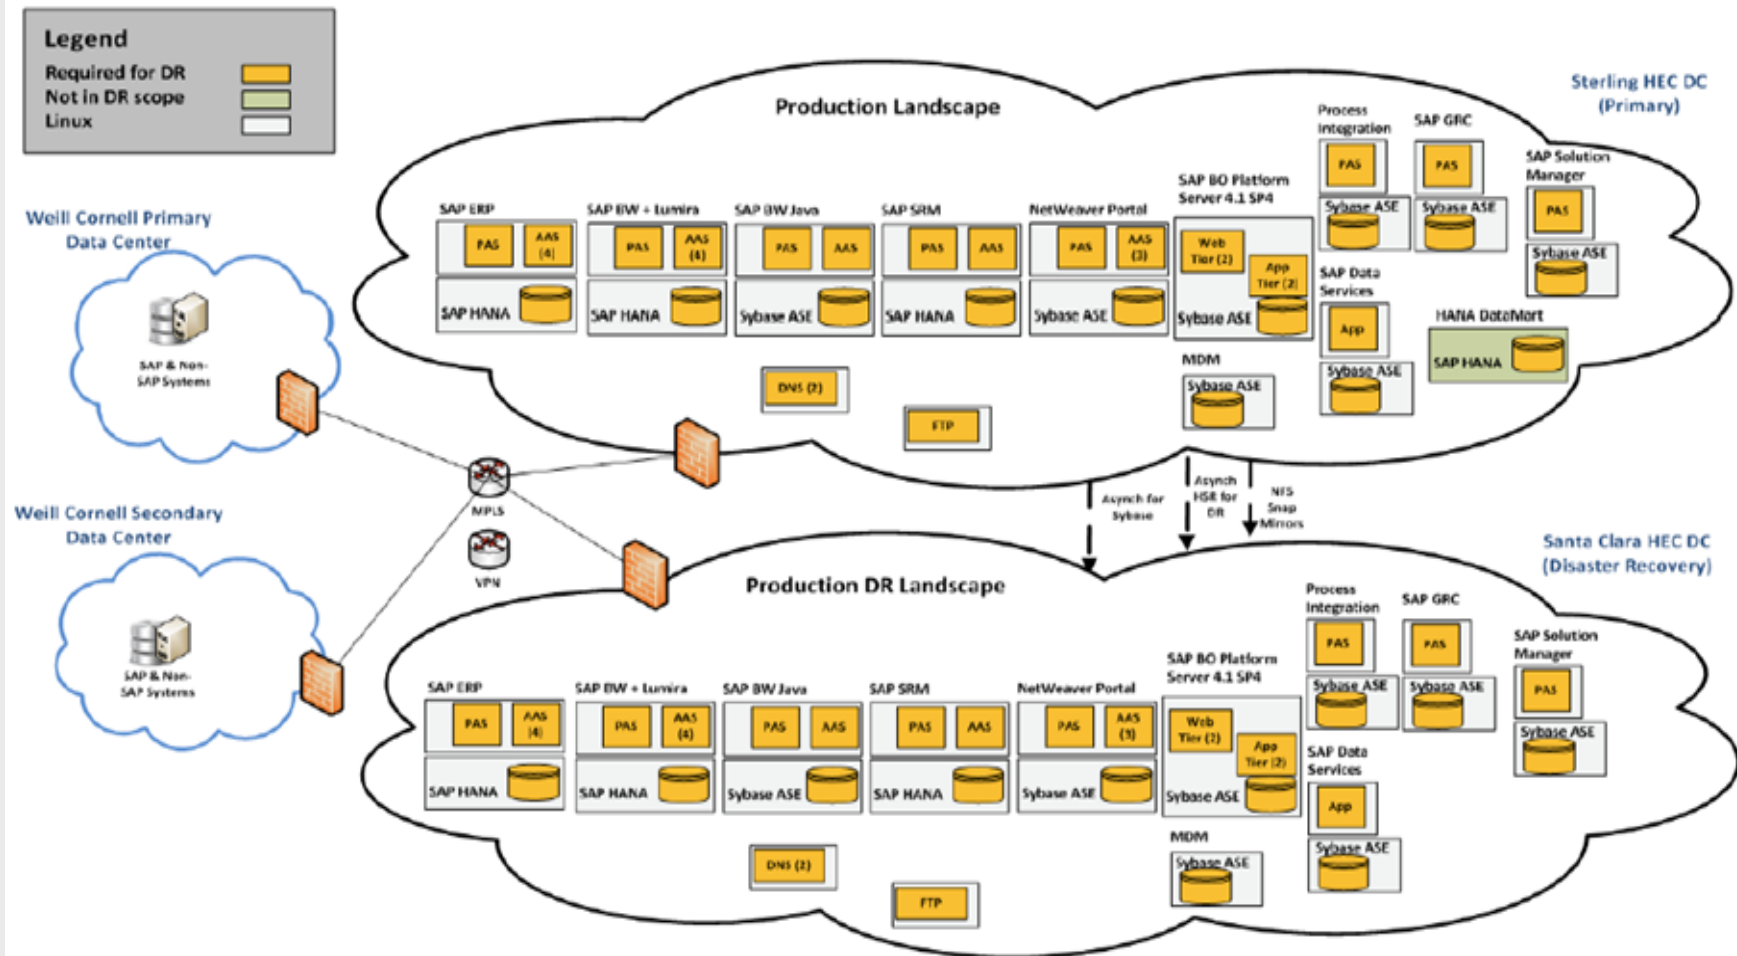 Legend
Required for DR
Not in DR scope
Linux
Weill Cornell Primary
Data Center
SAP & Non-
SAP Systems
Weill Cornell Secondary
Data Center
SAP & Non-
SAP Systems
MPLS
VPN
Production Landscape
Sterling HEC DC
(Primary)
SAP ERP
PAS
AAS
(4)
SAP HANA
SAP BW + Lumira
PAS
AAS
(4)
SAP HANA
SAP BW Java
PAS
AAS
Sybase ASE
SAP SRM
PAS
AAS
SAP HANA
NetWeaver Portal
PAS
AAS
(3)
Sybase ASE
SAP BO Platform
Server 4.1 SP4
Web
Tier (2)
App
Tier (2)
Sybase ASE
Process
Integration
PAS
Sybase ASE
SAP GRC
PAS
Sybase ASE
SAP Solution
Manager
PAS
Sybase ASE
SAP Data
Services
App
Sybase ASE
HANA DataMart
SAP HANA
MDM
Sybase ASE
DNS (2)
FTP
Asynch for
Sybase
Asynch
HSR for
DR
NFS
Snap
Mirrors
Production DR Landscape
Santa Clara HEC DC
(Disaster Recovery)
SAP ERP
PAS
AAS
(4)
SAP HANA
SAP BW + Lumira
PAS
AAS
(4)
SAP HANA
SAP BW Java
PAS
AAS
Sybase ASE
SAP SRM
PAS
AAS
SAP HANA
NetWeaver Portal
PAS
AAS
(3)
Sybase ASE
SAP BO Platform
Server 4.1 SP4
Web
Tier (2)
App
Tier (2)
Sybase ASE
Process
Integration
PAS
Sybase ASE
SAP GRC
PAS
Sybase ASE
SAP Solution
Manager
PAS
Sybase ASE
SAP Data
Services
App
Sybase ASE
MDM
Sybase ASE
DNS (2)
FTP